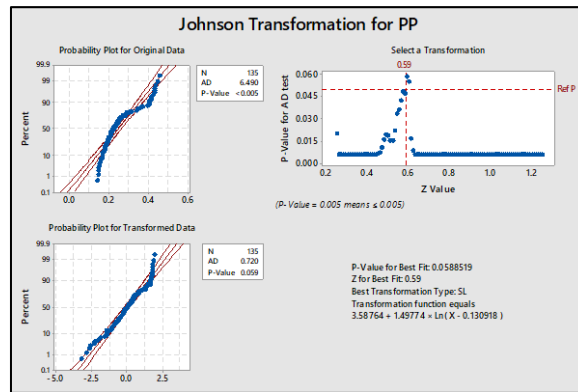 Johnson Transformation for PP
Probability Plot for Original Data
99.9
99
90
50
10
1
0.1
Percent
0.0 0.2 0.4 0.6
N 135
AD 6.490
P-Value <0.005
Select a Transformation
0.59
0.060
0.045
0.030
0.015
0.000
P-Value for AD test
Ref P
0.2 0.4 0.6 0.8 1.0 1.2
Z Value
(P-Value = 0.005 means ≤ 0.005)
Probability Plot for Transformed Data
99.9
99
90
50
10
1
0.1
Percent
-5.0 -2.5 0.0 2.5
N 135
AD 0.720
P-Value 0.059
P-Value for Best Fit: 0.0588519
Z for Best Fit: 0.59
Best Transformation Type: SL
Transformation function equals
3.58764 + 1.49774 × Ln( X - 0.130918 )